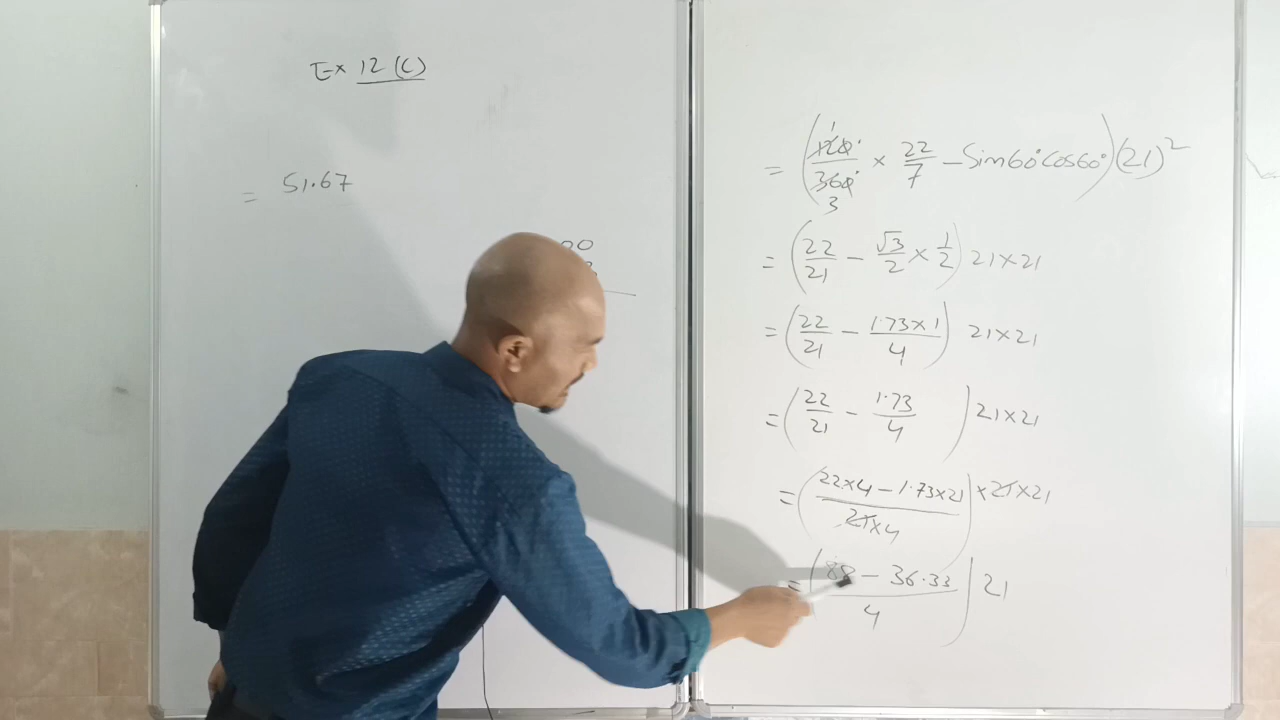 Ex 12 (C)
= 51.67
= (120°/360° × 22/7 - Sin60°Cos60°)(21)²
1
3
= (22/21 - √3/2 × 1/2) 21×21
= (22/21 - 1.73×1/4) 21×21
= (22/21 - 1.73/4) 21×21
= (22×4 - 1.73×21/21×4) ×21×21
= (88 - 36.33/4) 21